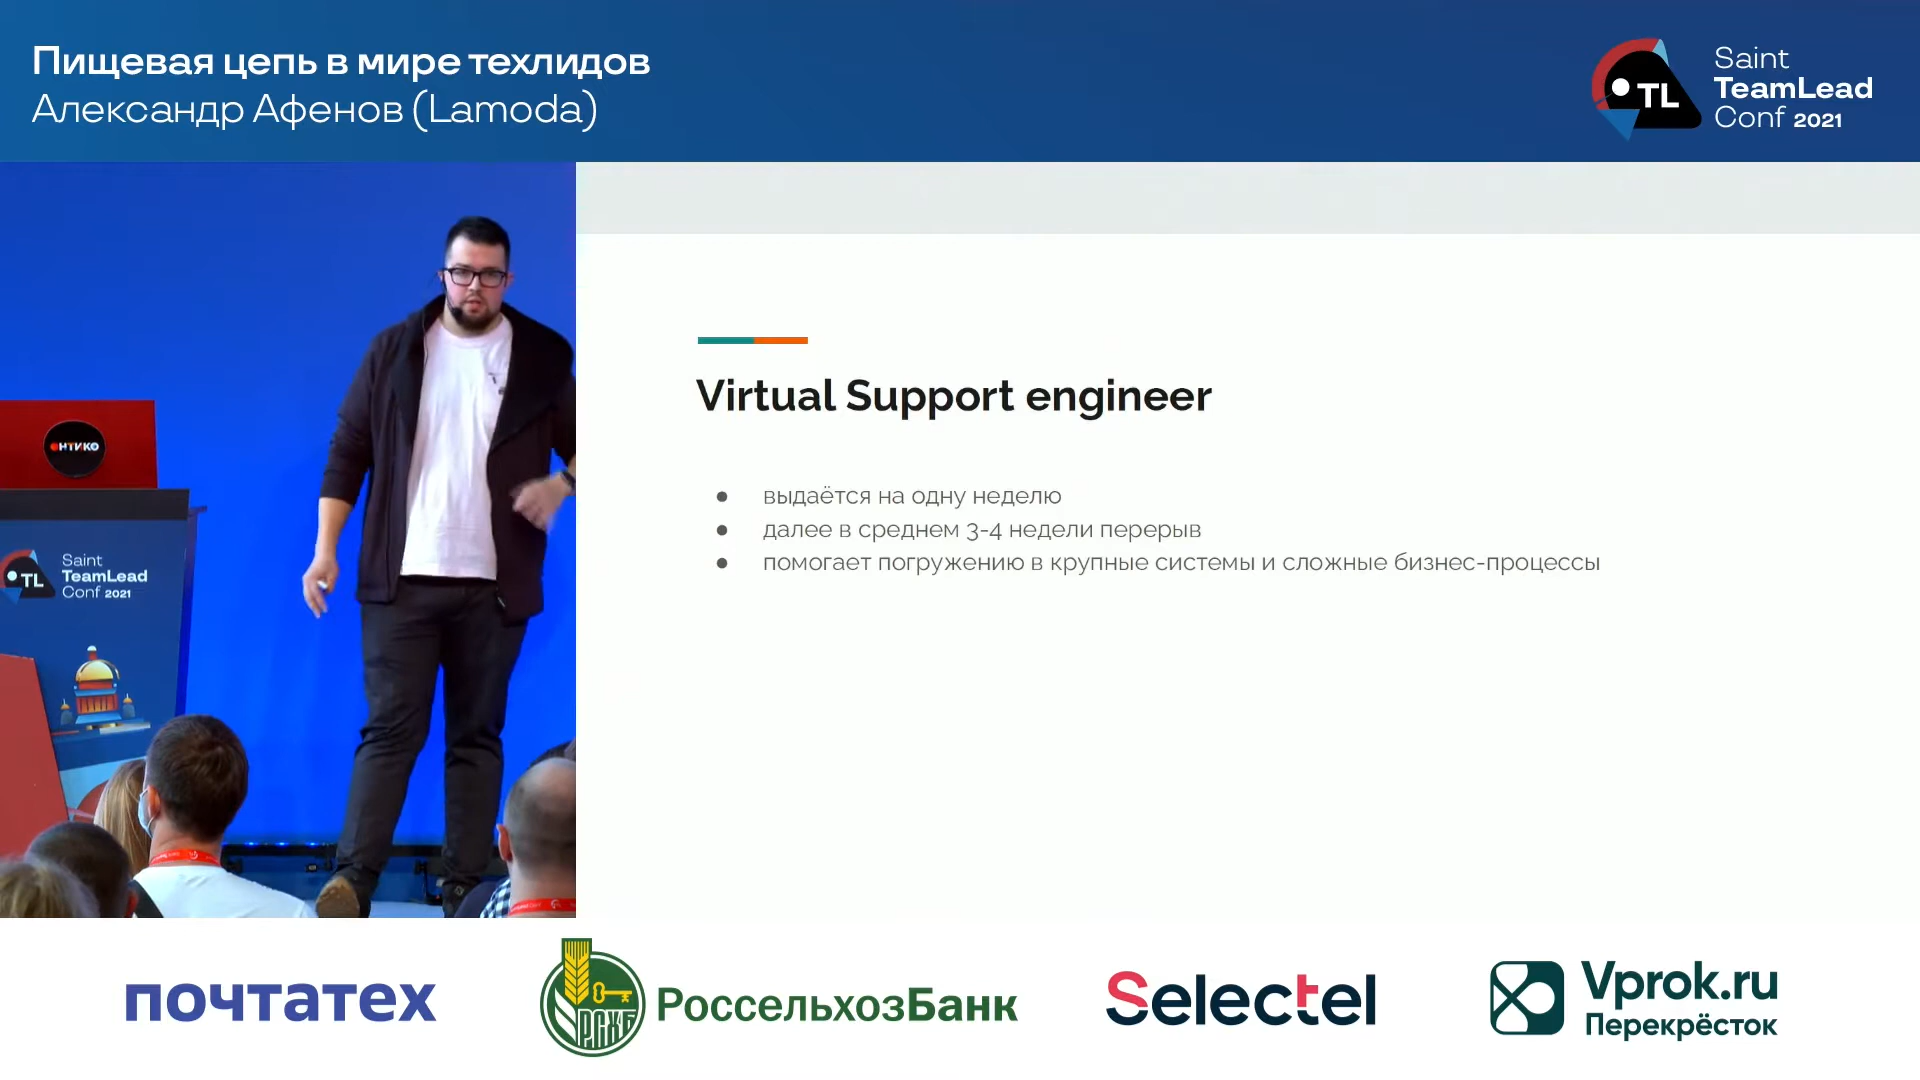 Пищевая цепь в мире техлидов
Александр Афенов (Lamoda)
TL
Saint
TeamLead
Conf 2021
Virtual Support engineer
● выдаётся на одну неделю
● далее в среднем 3-4 недели перерыв
● помогает погружению в крупные системы и сложные бизнес-процессы
ОНТИКО
TL
Saint
TeamLead
Conf 2021
почтатех
РСХБ
РоссельхозБанк
Selectel
Vprok.ru
Перекрёсток